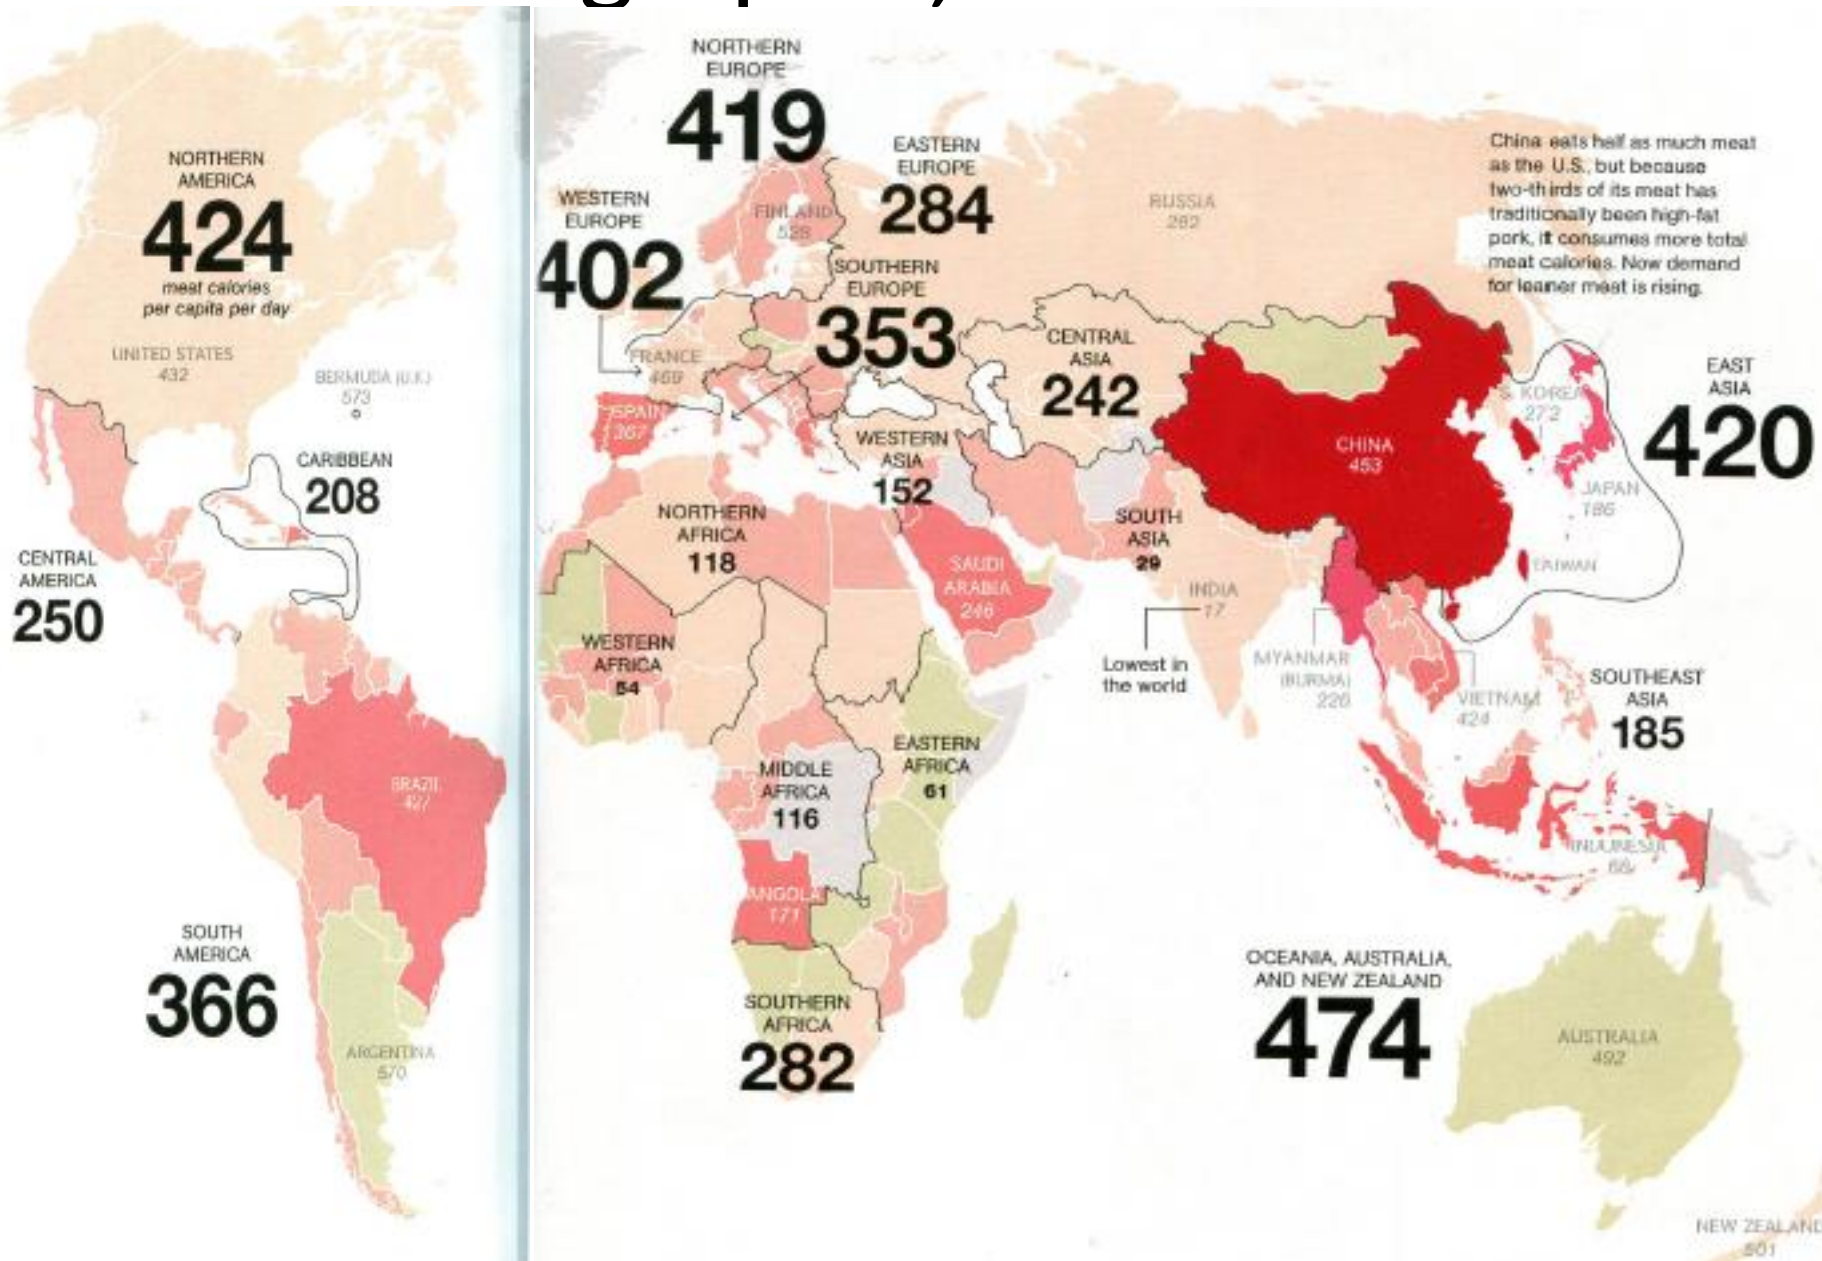 NORTHERN
AMERICA
424
meat calories
per capita per day
UNITED STATES
432
BERMUDA (U.K.)
573
CARIBBEAN
208
CENTRAL
AMERICA
250
BRAZIL
427
SOUTH
AMERICA
366
ARGENTINA
570
NORTHERN
EUROPE
419
WESTERN
EUROPE
402
FINLAND
EASTERN
EUROPE
284
SOUTHERN
EUROPE
353
FRANCE
469
SPAIN
367
RUSSIA
282
CENTRAL
ASIA
242
WESTERN
ASIA
152
NORTHERN
AFRICA
118
SAUDI
ARABIA
246
SOUTH
ASIA
29
INDIA
17
Lowest in
the world
WESTERN
AFRICA
54
EASTERN
AFRICA
61
MIDDLE
AFRICA
116
ANGOLA
171
SOUTHERN
AFRICA
282
China eats half as much meat
as the U.S., but because
two-thirds of its meat has
traditionally been high-fat
pork, it consumes more total
meat calories. Now demand
for leaner meat is rising.
EAST
ASIA
420
CHINA
453
S. KOREA
272
JAPAN
186
TAIWAN
MYANMAR
(BURMA)
226
VIETNAM
424
SOUTHEAST
ASIA
185
INDONESIA
OCEANIA, AUSTRALIA,
AND NEW ZEALAND
474
AUSTRALIA
492
NEW ZEALAND
501